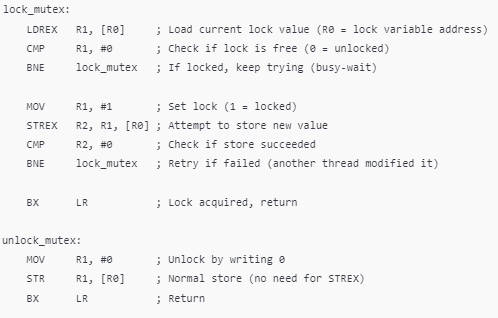 lock_mutex:
LDREX R1, [R0] ; Load current lock value (R0 = lock variable address)
CMP R1, #0 ; Check if lock is free (0 = unlocked)
BNE lock_mutex ; If locked, keep trying (busy-wait)
MOV R1, #1 ; Set lock (1 = locked)
STREX R2, R1, [R0] ; Attempt to store new value
CMP R2, #0 ; Check if store succeeded
BNE lock_mutex ; Retry if failed (another thread modified it)
BX LR ; Lock acquired, return
unlock_mutex:
MOV R1, #0 ; Unlock by writing 0
STR R1, [R0] ; Normal store (no need for STREX)
BX LR ; Return